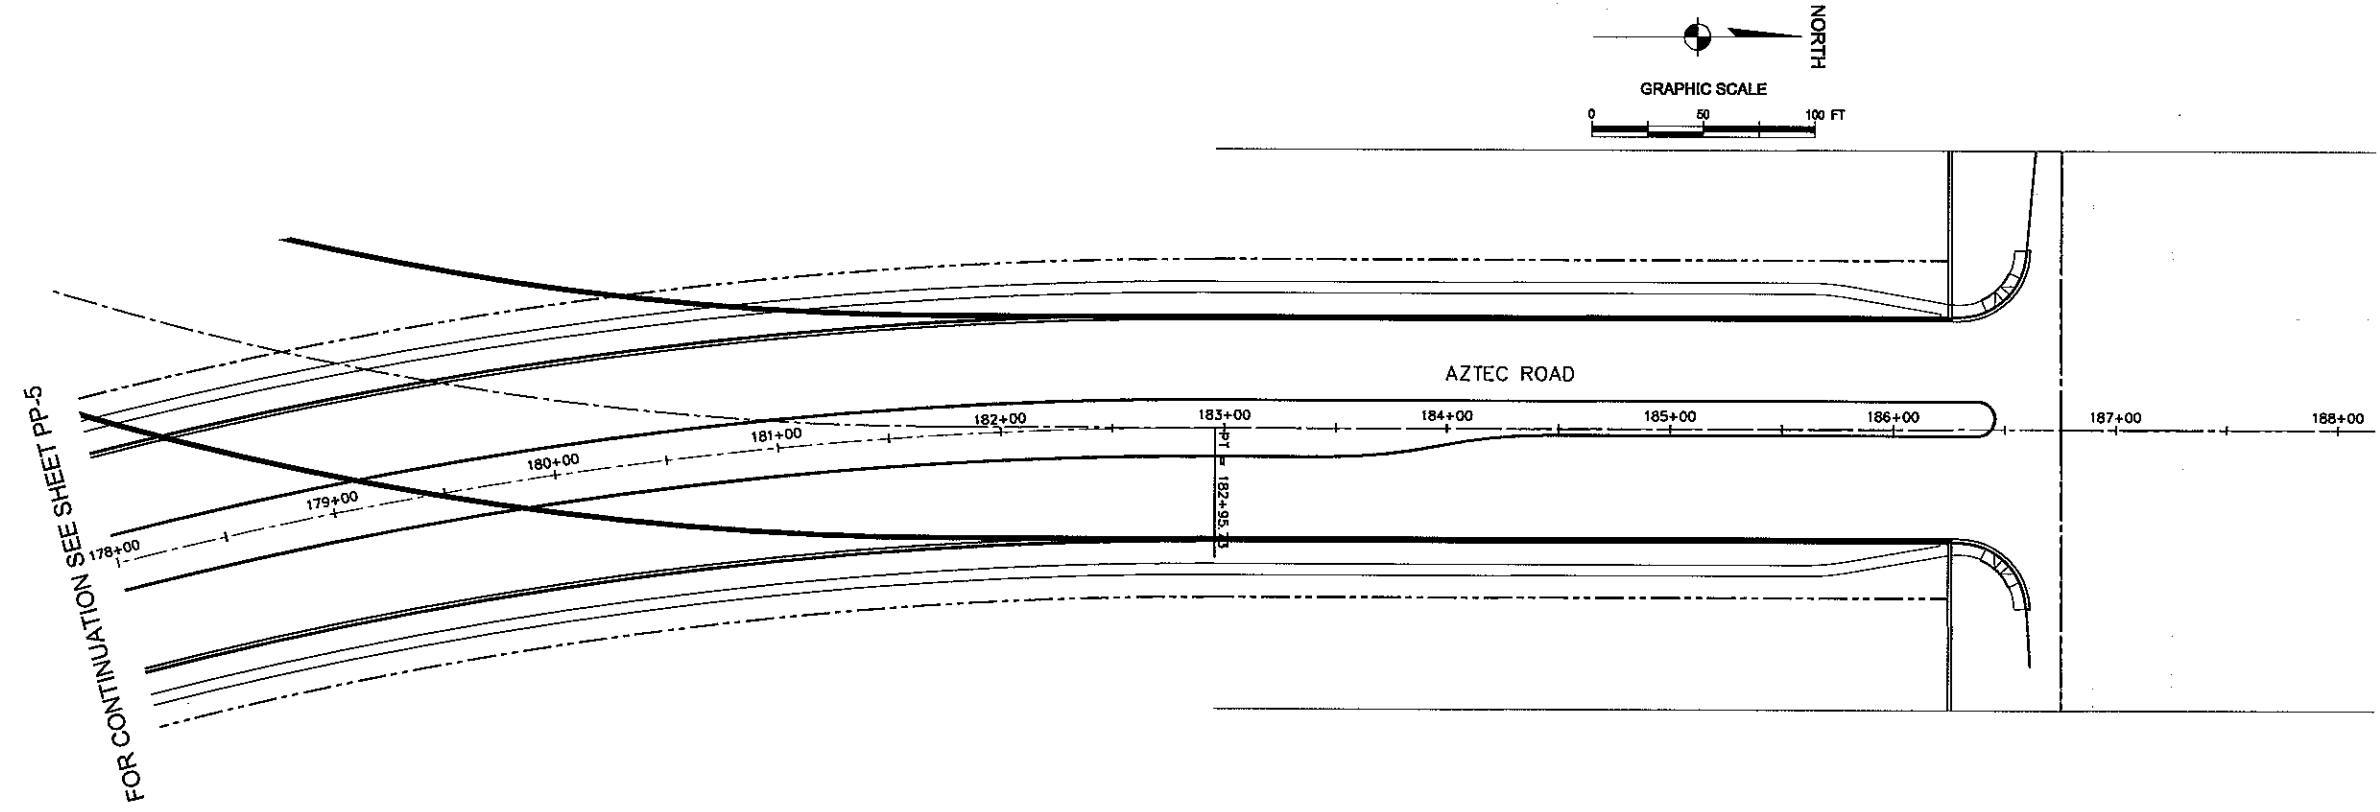 NORTH
GRAPHIC SCALE
0 50 100 FT
AZTEC ROAD
178+00
179+00
180+00
181+00
182+00
183+00
184+00
185+00
186+00
187+00
188+00
PT = 182+95.73
FOR CONTINUATION SEE SHEET PP-5